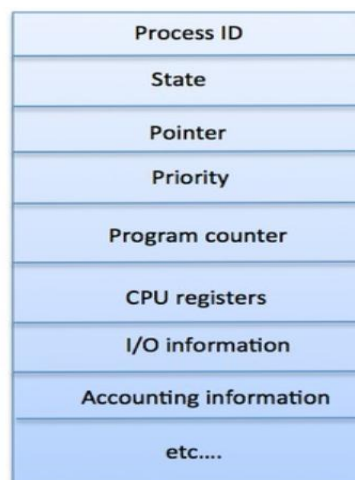 Process ID
State
Pointer
Priority
Program counter
CPU registers
I/O information
Accounting information
etc....